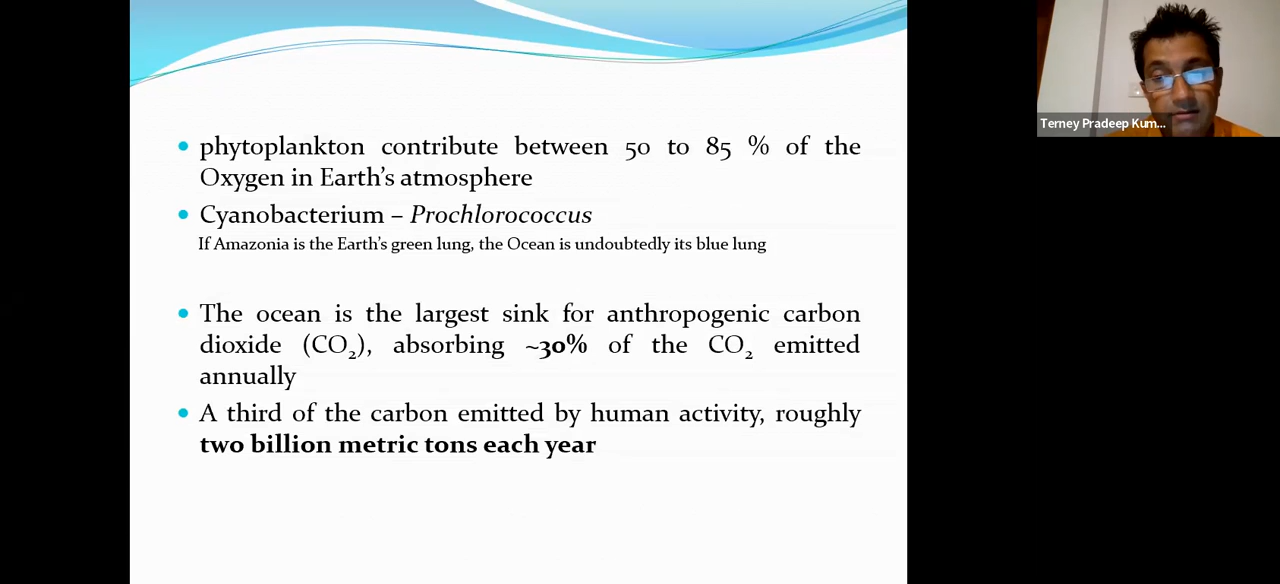 phytoplankton contribute between 50 to 85 % of the
Oxygen in Earth's atmosphere
Cyanobacterium – Prochlorococcus
If Amazonia is the Earth's green lung, the Ocean is undoubtedly its blue lung
The ocean is the largest sink for anthropogenic carbon
dioxide (CO₂), absorbing ~30% of the CO₂ emitted
annually
A third of the carbon emitted by human activity, roughly
two billion metric tons each year
Terney Pradeep Kum...